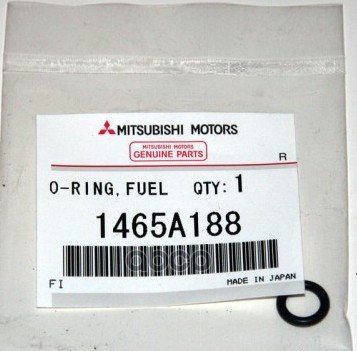 MITSUBISHI MOTORS
MITSUBISHI MOTORS
GENUINE PARTS
R
O-RING, FUEL QTY: 1
1465A188
FI
MADE IN JAPAN